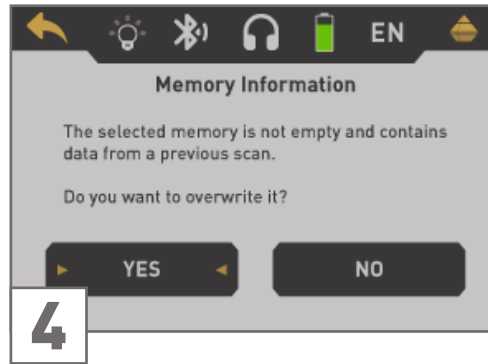 EN
Memory Information
The selected memory is not empty and contains
data from a previous scan.
Do you want to overwrite it?
YES
NO
4